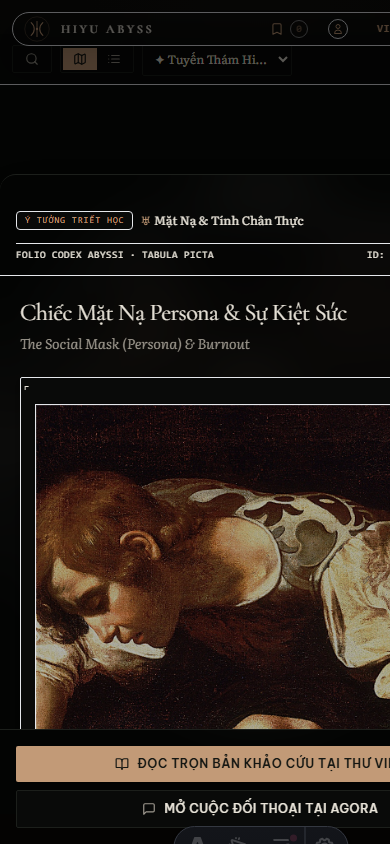 HIYU ABYSS
VI
Tuyển Thám Hi...
Ý TƯỞNG TRIẾT HỌC
Mặt Nạ & Tính Chân Thực
FOLIO CODEX ABYSSI · TABULA PICTA
ID:
Chiếc Mặt Nạ Persona & Sự Kiệt Sức
The Social Mask (Persona) & Burnout
ĐỌC TRỌN BẢN KHẢO CỨU TẠI THƯ VI
MỞ CUỘC ĐỐI THOẠI TẠI AGORA